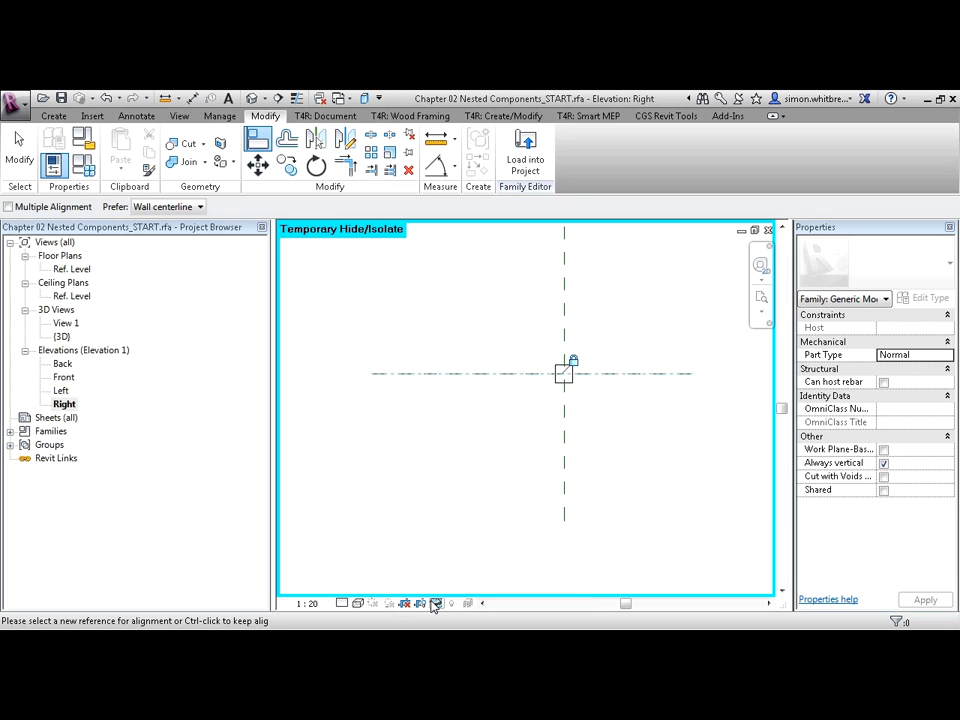 Chapter 02 Nested Components_START.rfa - Elevation: Right
simon.whitbre...
Create Insert Annotate View Manage Modify T4R: Document T4R: Wood Framing T4R: Create/Modify T4R: Smart MEP CGS Revit Tools Add-Ins
Modify
Paste
Cut
Join
Load into
Project
Select Properties Clipboard Geometry Modify Measure Create Family Editor
Multiple Alignment Prefer: Wall centerline
Chapter 02 Nested Components_START.rfa - Project Browser
Views (all)
Floor Plans
Ref. Level
Ceiling Plans
Ref. Level
3D Views
View 1
{3D}
Elevations (Elevation 1)
Back
Front
Left
Right
Sheets (all)
Families
Groups
Revit Links
Temporary Hide/Isolate
2D
1 : 20
Properties
Family: Generic Mo
Edit Type
Constraints
Host
Mechanical
Part Type Normal
Structural
Can host rebar
Identity Data
OmniClass Nu...
OmniClass Title
Other
Work Plane-Bas...
Always vertical
Cut with Voids ...
Shared
Properties help
Apply
Please select a new reference for alignment or Ctrl-click to keep alig
:0